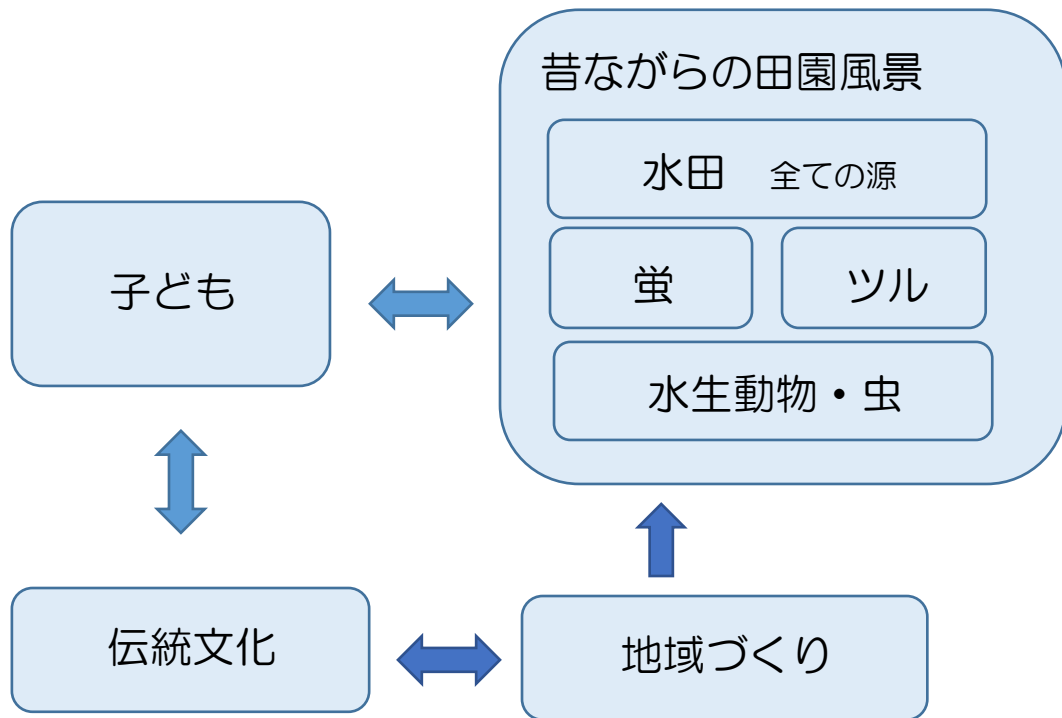 昔ながらの田園風景
水田 全ての源
子ども
蛍
ツル
水生動物・虫
伝統文化
地域づくり